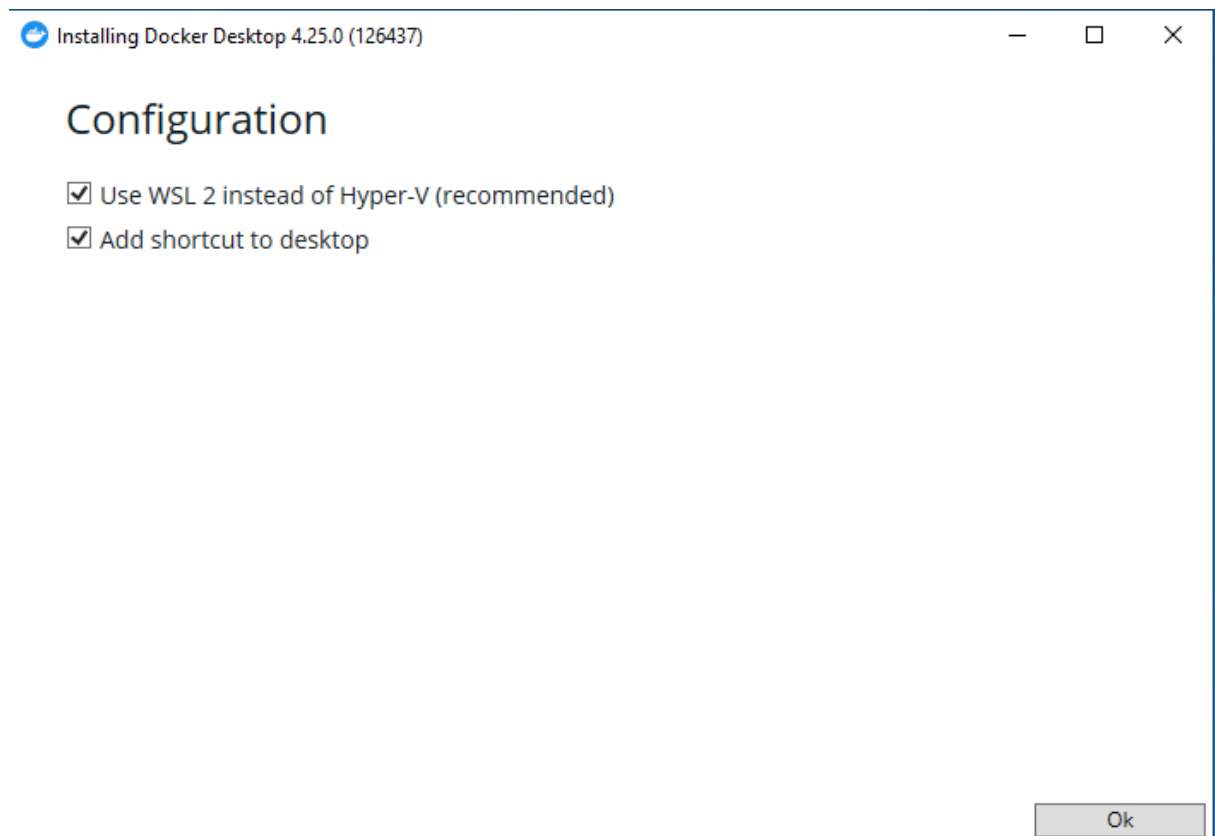 Installing Docker Desktop 4.25.0 (126437)
Configuration
Use WSL 2 instead of Hyper-V (recommended)
Add shortcut to desktop
Ok